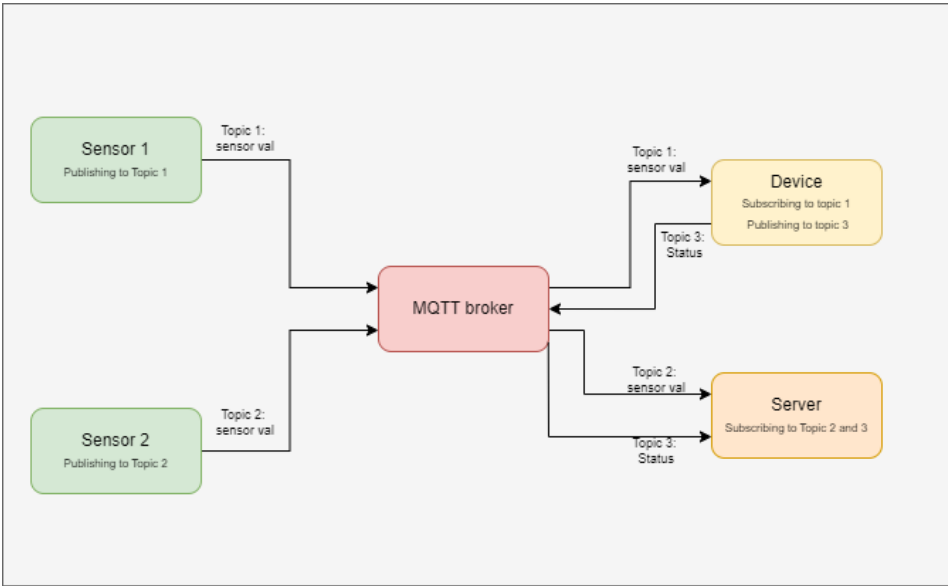 Sensor 1
Publishing to Topic 1
Topic 1:
sensor val
Topic 1:
sensor val
Device
Subscribing to topic 1
Publishing to topic 3
Topic 3:
Status
MQTT broker
Topic 2:
sensor val
Server
Subscribing to Topic 2 and 3
Topic 3:
Status
Sensor 2
Publishing to Topic 2
Topic 2:
sensor val